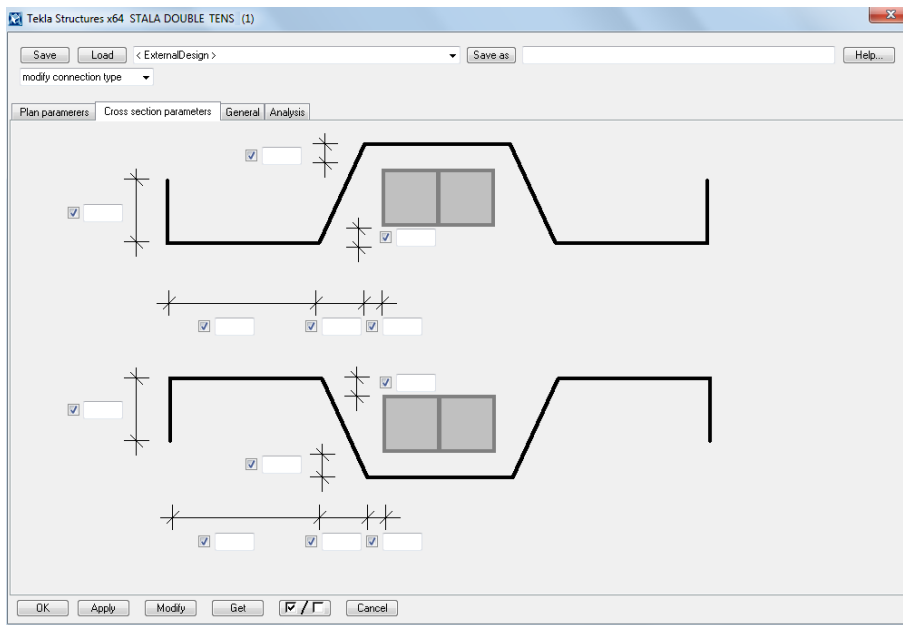 Tekla Structures x64 STALA DOUBLE TENS (1)
Save Load < ExternalDesign > Save as Help...
modify connection type
Plan paramerers Cross section parameters General Analysis
OK Apply Modify Get / Cancel